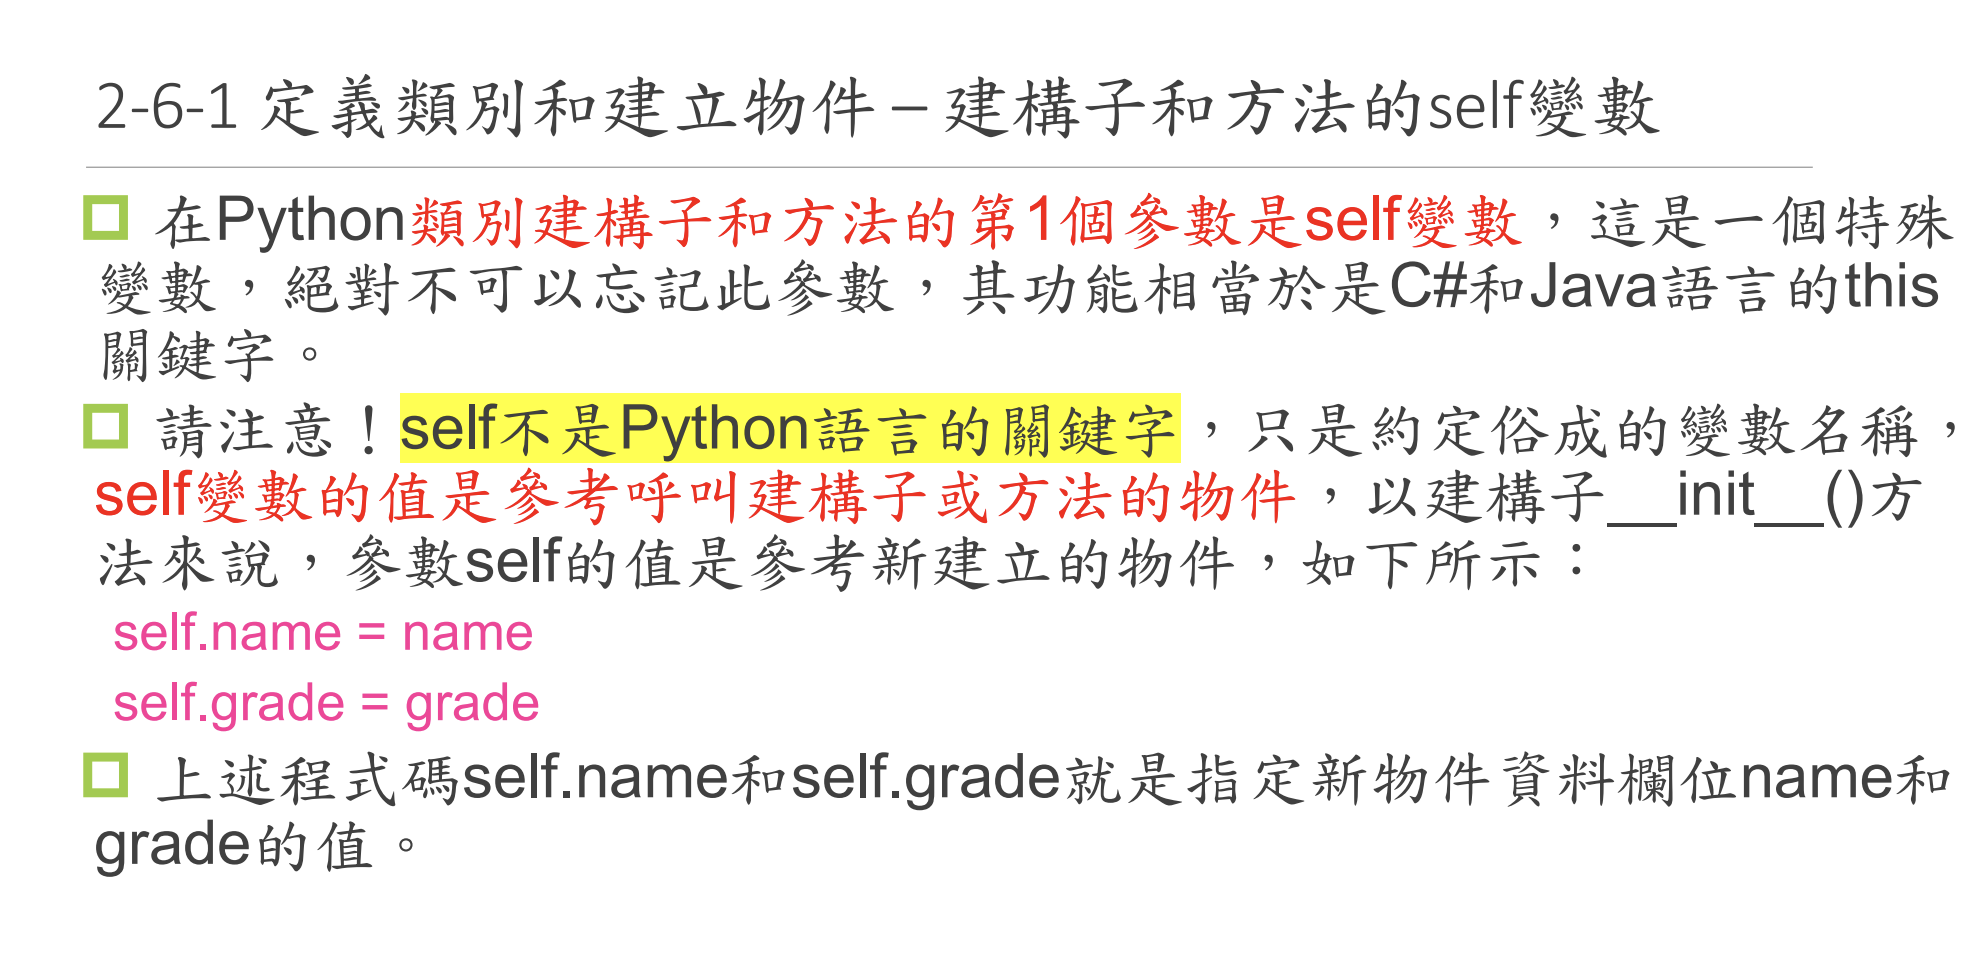 2-6-1 定義類別和建立物件 – 建構子和方法的self變數
在Python類別建構子和方法的第1個參數是self變數，這是一個特殊
變數，絕對不可以忘記此參數，其功能相當於是C#和Java語言的this
關鍵字。
請注意！self不是Python語言的關鍵字，只是約定俗成的變數名稱，
self變數的值是參考呼叫建構子或方法的物件，以建構子__init__()方
法來說，參數self的值是參考新建立的物件，如下所示：
self.name = name
self.grade = grade
上述程式碼self.name和self.grade就是指定新物件資料欄位name和
grade的值。